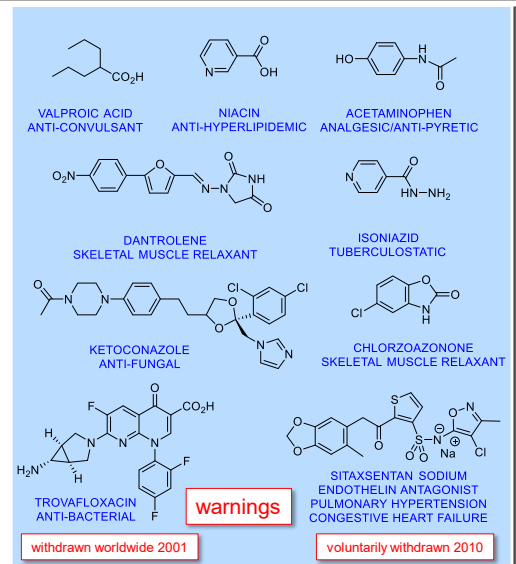 CO₂H
VALPROIC ACID
ANTI-CONVULSANT
N
O
OH
NIACIN
ANTI-HYPERLIPIDEMIC
HO
H
N
O
ACETAMINOPHEN
ANALGESIC/ANTI-PYRETIC
O₂N
O
N
N
O
NH
O
DANTROLENE
SKELETAL MUSCLE RELAXANT
N
O
HN
NH₂
ISONIAZID
TUBERCULOSTATIC
O
N
N
O
O
Cl
Cl
N
N
KETOCONAZOLE
ANTI-FUNGAL
Cl
O
O
N
H
CHLORZOAZONONE
SKELETAL MUSCLE RELAXANT
O
F
CO₂H
H
N
N
N
H₂N
H
F
F
TROVAFLOXACIN
ANTI-BACTERIAL
O
O
O
S
S
O
O
N
⊖
⊕
Na
O
N
Cl
SITAXSENTAN SODIUM
ENDOTHELIN ANTAGONIST
PULMONARY HYPERTENSION
CONGESTIVE HEART FAILURE
warnings
withdrawn worldwide 2001
voluntarily withdrawn 2010